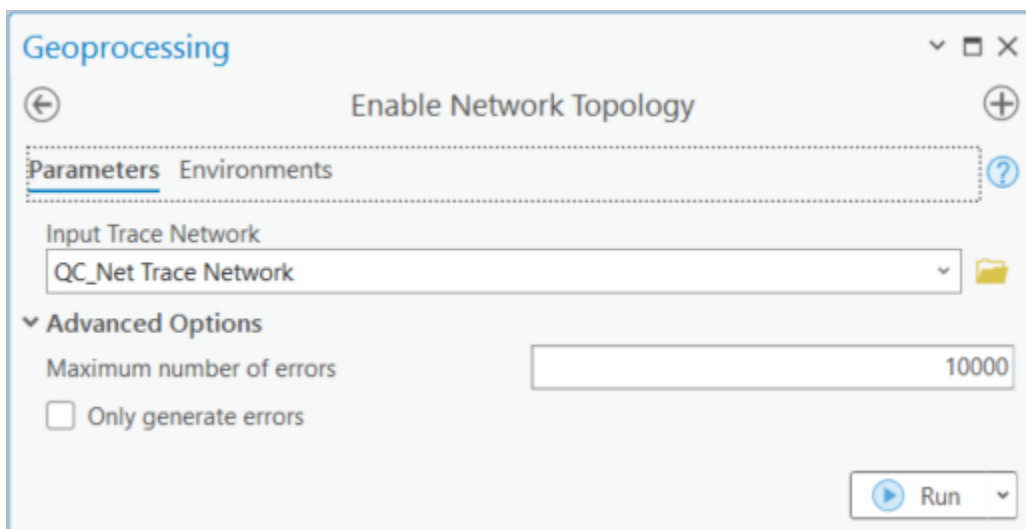 Geoprocessing
Enable Network Topology
Parameters Environments
Input Trace Network
QC_Net Trace Network
Advanced Options
Maximum number of errors 10000
Only generate errors
Run